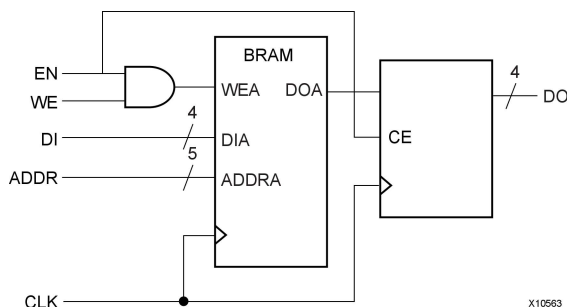 BRAM
EN
WE
WEA
DOA
4
DO
DI
4
DIA
CE
ADDR
5
ADDRA
CLK
X10563